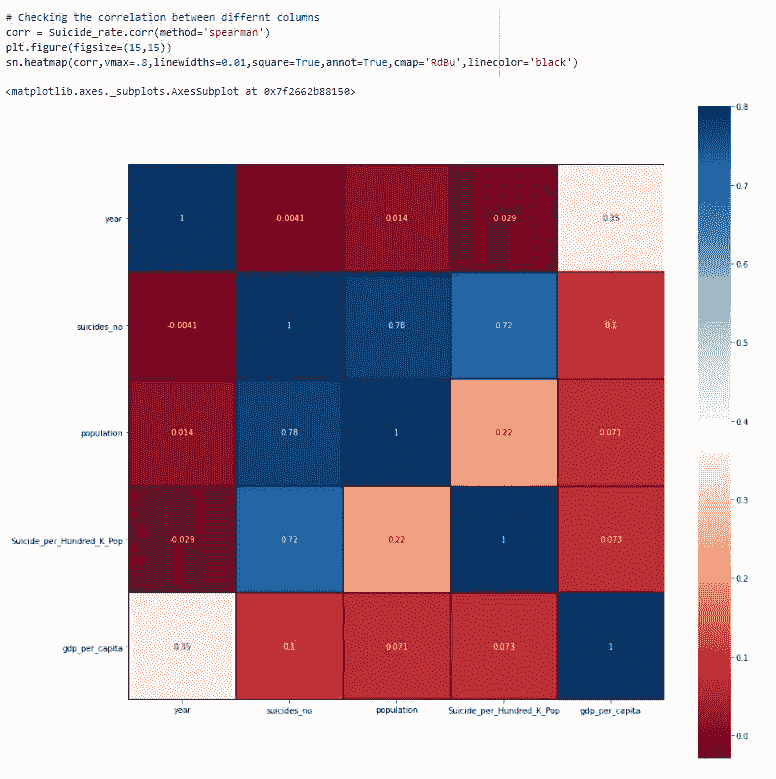 # Checking the correlation between differnt columns
corr = Suicide_rate.corr(method='spearman')
plt.figure(figsize=(15,15))
sn.heatmap(corr,vmax=.8,linewidths=0.01,square=True,annot=True,cmap='RdBu',linecolor='black')
<matplotlib.axes._subplots.AxesSubplot at 0x7f2662b88150>
0.8
0.7
0.6
0.5
0.4
0.3
0.2
0.1
0.0
year 1 -0.0041 0.014 -0.029 0.35
suicides_no -0.0041 1 0.78 0.72 0.1
population 0.014 0.78 1 0.22 0.071
Suicide_per_Hundred_K_Pop -0.029 0.72 0.22 1 0.073
gdp_per_capita 0.35 0.1 0.071 0.073 1
year suicides_no population Suicide_per_Hundred_K_Pop gdp_per_capita